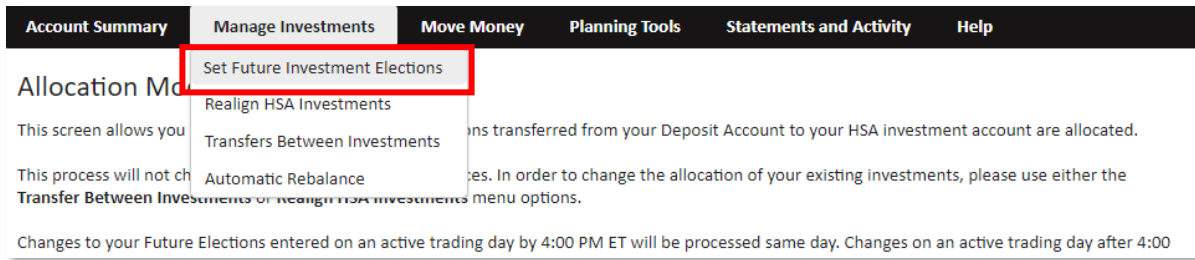 Account Summary Manage Investments Move Money Planning Tools Statements and Activity Help
Set Future Investment Elections
Allocation Mo
Realign HSA Investments
This screen allows you ons transferred from your Deposit Account to your HSA investment account are allocated.
Transfers Between Investments
This process will not ch ces. In order to change the allocation of your existing investments, please use either the
Automatic Rebalance
Transfer Between Investments or Realign HSA Investments menu options.
Changes to your Future Elections entered on an active trading day by 4:00 PM ET will be processed same day. Changes on an active trading day after 4:00